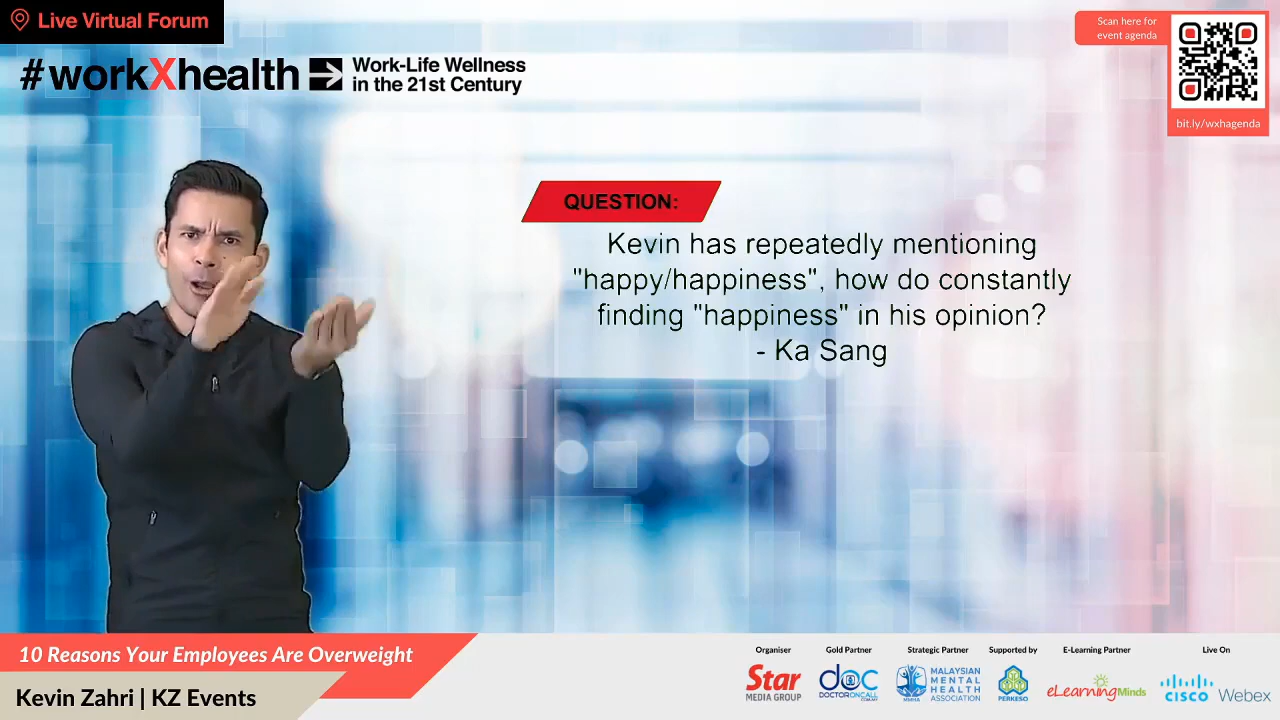 Live Virtual Forum
Scan here for
event agenda
#workXhealth
Work-Life Wellness
in the 21st Century
bit.ly/wxhagenda
QUESTION:
Kevin has repeatedly mentioning
"happy/happiness", how do constantly
finding "happiness" in his opinion?
- Ka Sang
10 Reasons Your Employees Are Overweight
Kevin Zahri | KZ Events
Organiser
Gold Partner
Strategic Partner
Supported by
E-Learning Partner
Live On
Star
MEDIA GROUP
doc
DOCTORONCALL
MMHA
MALAYSIAN
MENTAL
HEALTH
ASSOCIATION
PERKESO
eLearningMinds
CISCO
Webex